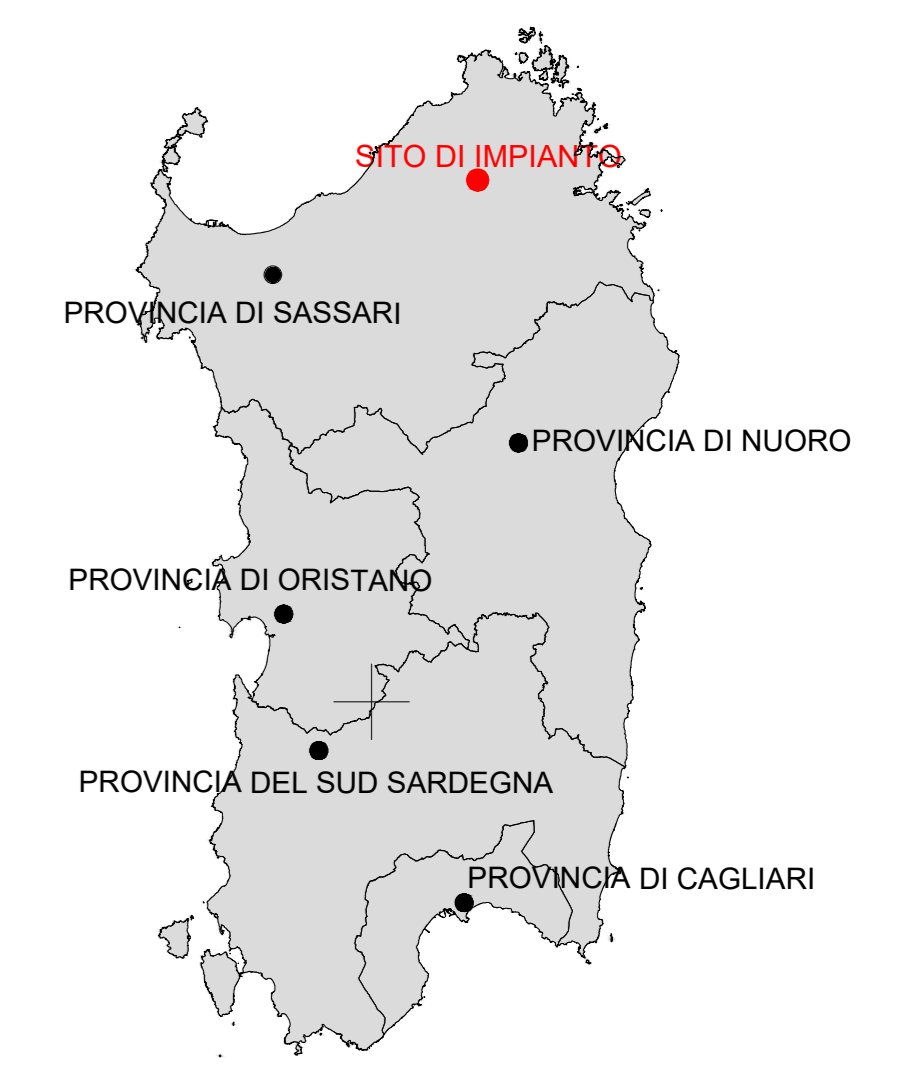 SITO DI IMPIANTO
PROVINCIA DI SASSARI
PROVINCIA DI NUORO
PROVINCIA DI ORISTANO
PROVINCIA DEL SUD SARDEGNA
PROVINCIA DI CAGLIARI